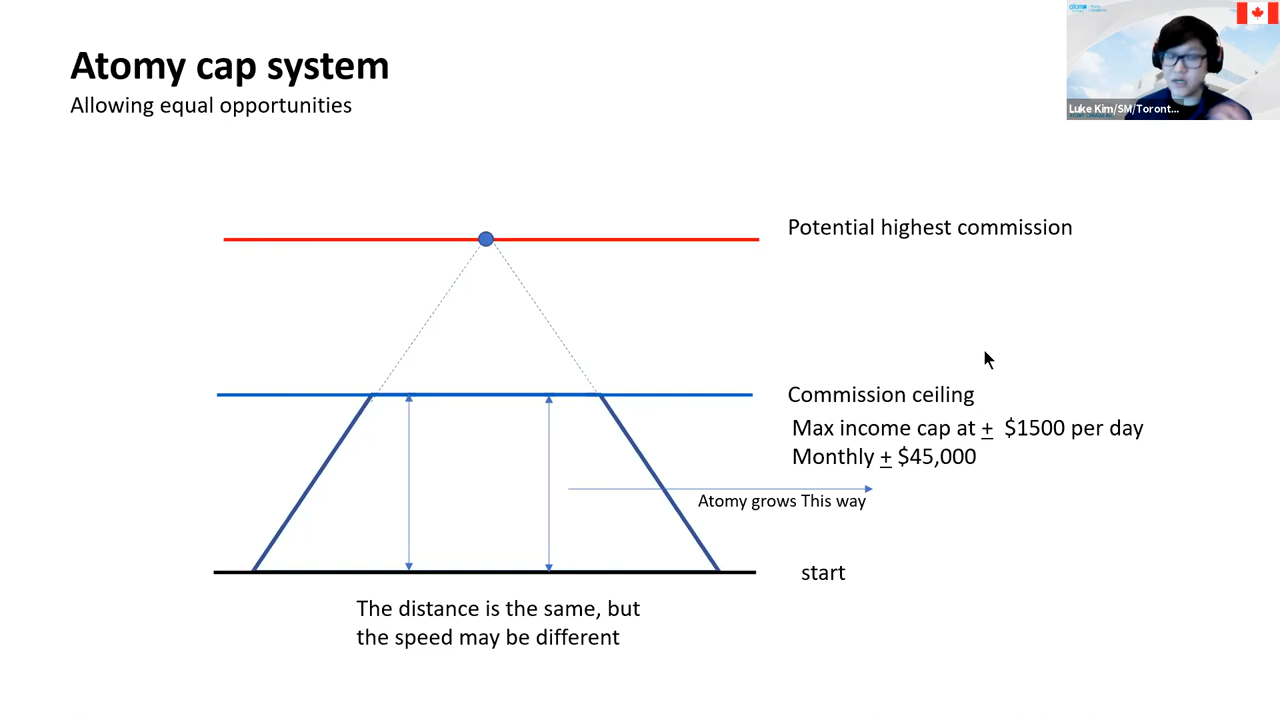 Atomy cap system
Allowing equal opportunities
Luke Kim/SM/Toront...
Potential highest commission
Commission ceiling
Max income cap at ± $1500 per day
Monthly ± $45,000
Atomy grows This way
start
The distance is the same, but
the speed may be different